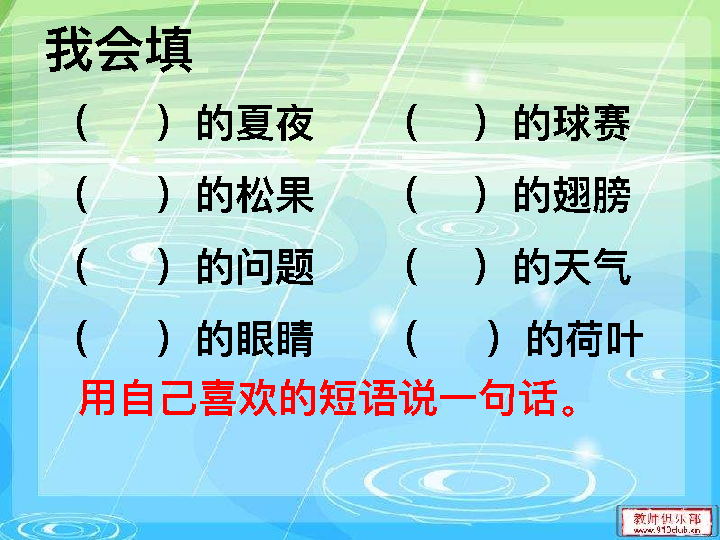 我会填
（ ）的夏夜 （ ）的球赛
（ ）的松果 （ ）的翅膀
（ ）的问题 （ ）的天气
（ ）的眼睛 （ ）的荷叶
用自己喜欢的短语说一句话。
教师俱乐部
www.910club.cn